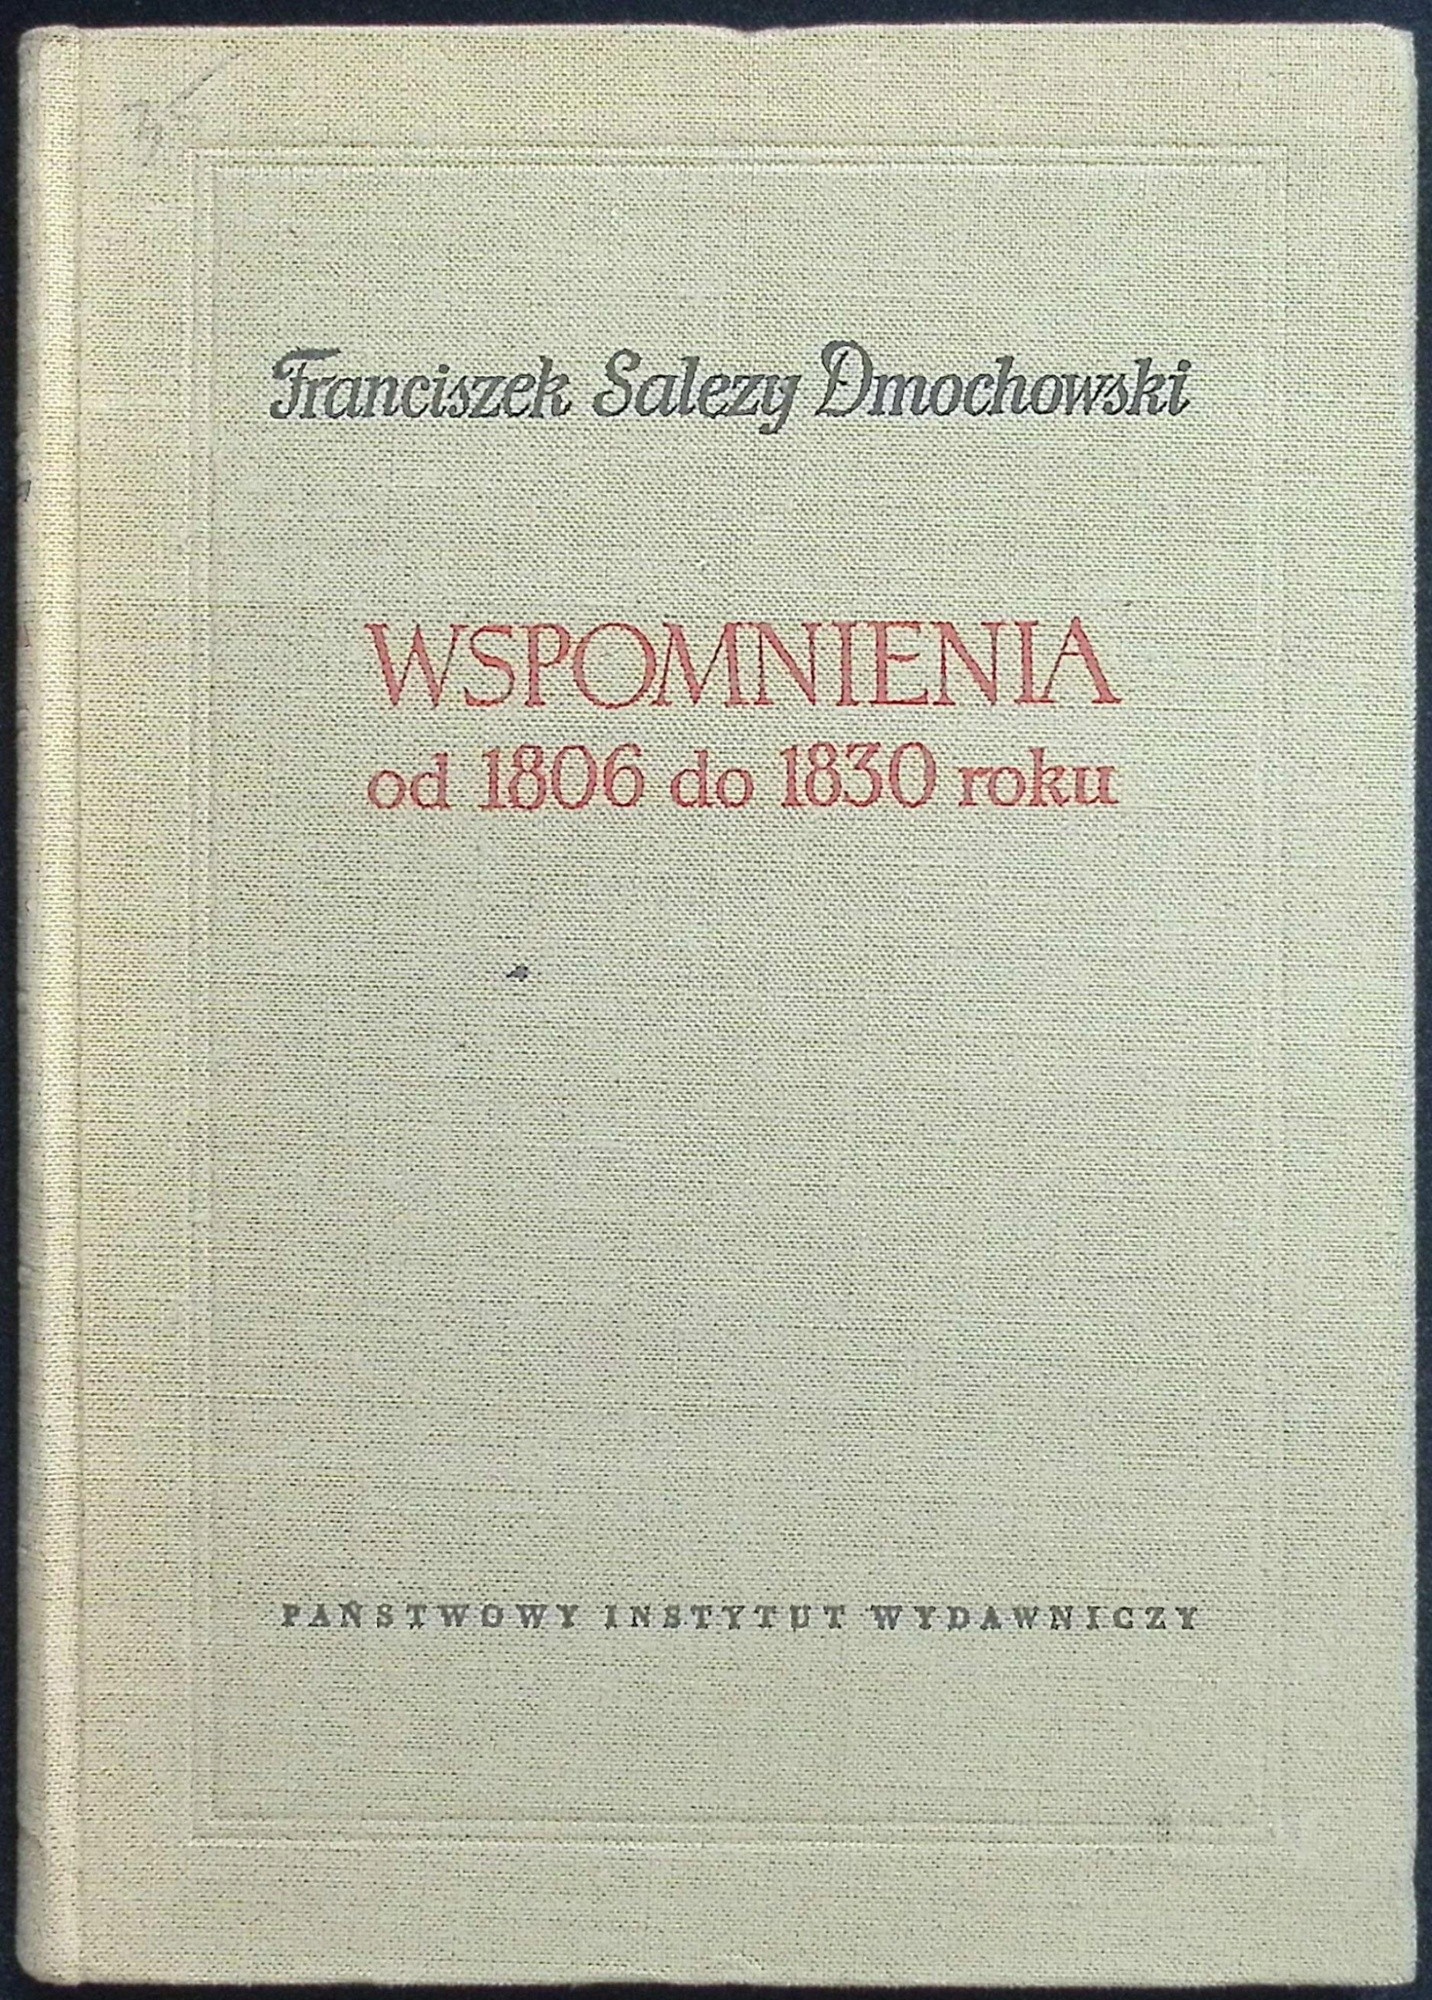 Franciszek Salezy Dmochowski
WSPOMNIENIA
od 1806 do 1830 roku
PAŃSTWOWY INSTYTUT WYDAWNICZY